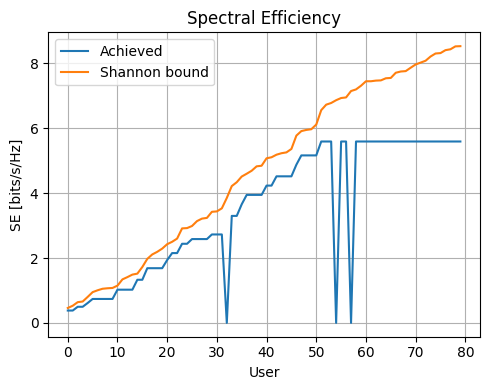 Spectral Efficiency
Achieved
Shannon bound
SE [bits/s/Hz]
8
6
4
2
0
0 10 20 30 40 50 60 70 80
User